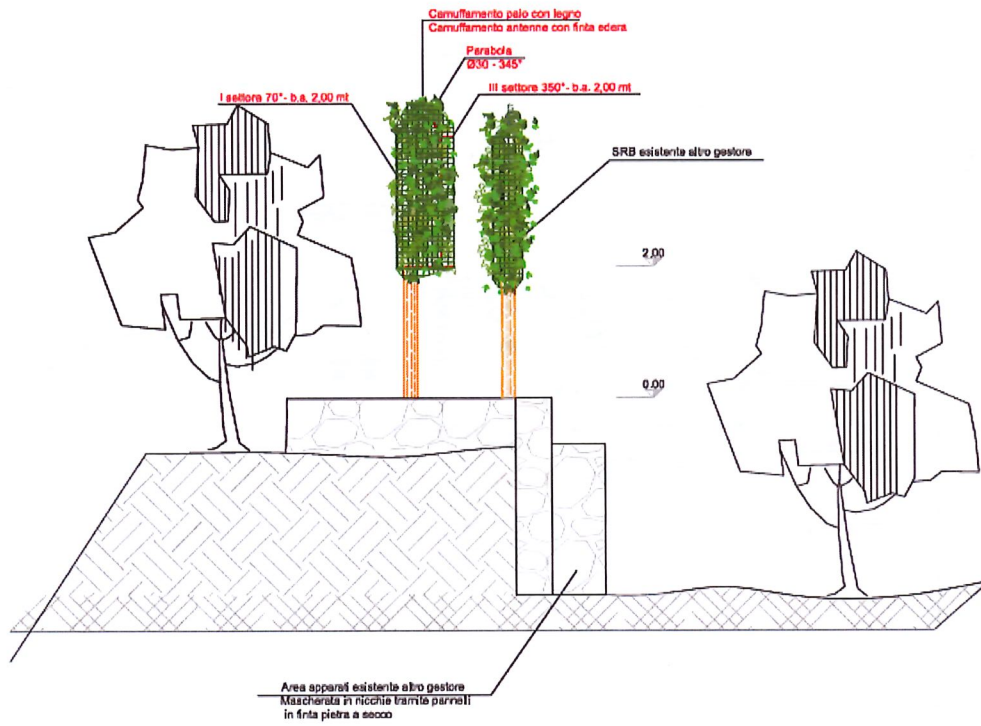 Camuffamento palo con legno
Camuffamento antenne con finta edera
Parabola
Ø30 - 345°
I settore 70°- b.a. 2,00 mt
III settore 350°- b.a. 2,00 mt
SRB esistente altro gestore
2,00
0,00
Area apparati esistente altro gestore
Mascherata in nicchie tramite pannelli
in finta pietra a secco